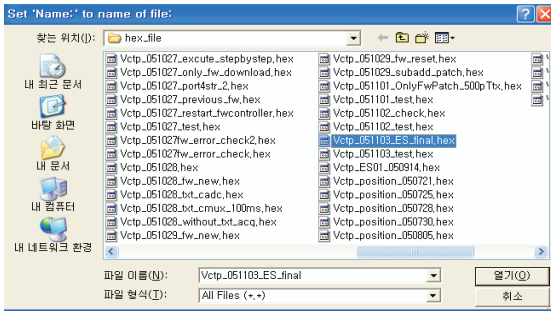 Set 'Name:' to name of file:
찾는 위치(I):
hex_file
내 최근 문서
바탕 화면
내 문서
내 컴퓨터
내 네트워크 환경
Vctp_051027_excute_stepbystep,hex
Vctp_051027_only_fw_download,hex
Vctp_051027_port4str_2,hex
Vctp_051027_previous_fw,hex
Vctp_051027_restart_fwcontroller,hex
Vctp_051027_test,hex
Vctp_051027fw_error_check2,hex
Vctp_051027fw_error_check,hex
Vctp_051028,hex
Vctp_051028_fw_new,hex
Vctp_051028_txt_cadc,hex
Vctp_051028_txt_cmux_100ms,hex
Vctp_051028_without_txt_acq,hex
Vctp_051029_fw_new,hex
Vctp_051029_fw_reset,hex
Vctp_051029_subadd_patch,hex
Vctp_051101_OnlyFwPatch_500pTtx,hex
Vctp_051101_test,hex
Vctp_051102_check,hex
Vctp_051102_test,hex
Vctp_051103_ES_final,hex
Vctp_051103_test,hex
Vctp_ES01_050914,hex
Vctp_position_050721,hex
Vctp_position_050725,hex
Vctp_position_050728,hex
Vctp_position_050730,hex
Vctp_position_050805,hex
파일 이름(N):
Vctp_051103_ES_final
열기(O)
파일 형식(T):
All Files (*,*)
취소